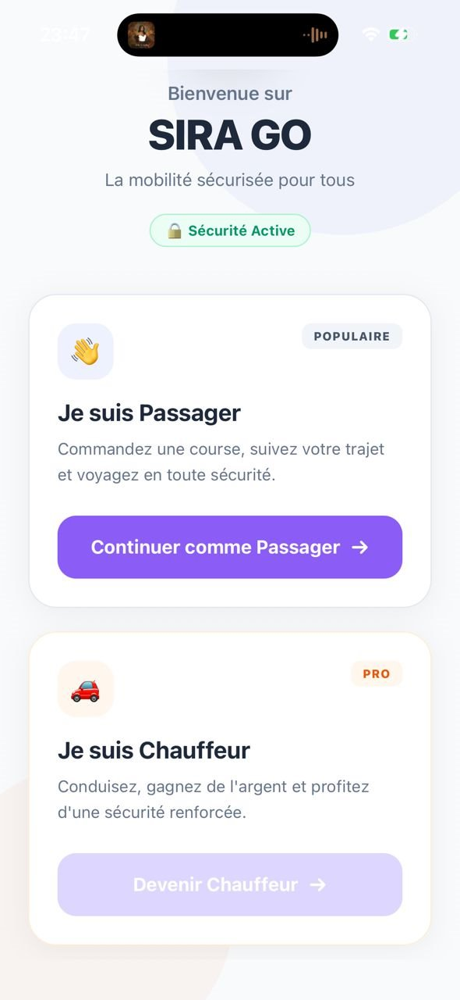 23:47
Bienvenue sur
SIRA GO
La mobilité sécurisée pour tous
Sécurité Active
POPULAIRE
Je suis Passager
Commandez une course, suivez votre trajet
et voyagez en toute sécurité.
Continuer comme Passager →
PRO
Je suis Chauffeur
Conduisez, gagnez de l'argent et profitez
d'une sécurité renforcée.
Devenir Chauffeur →